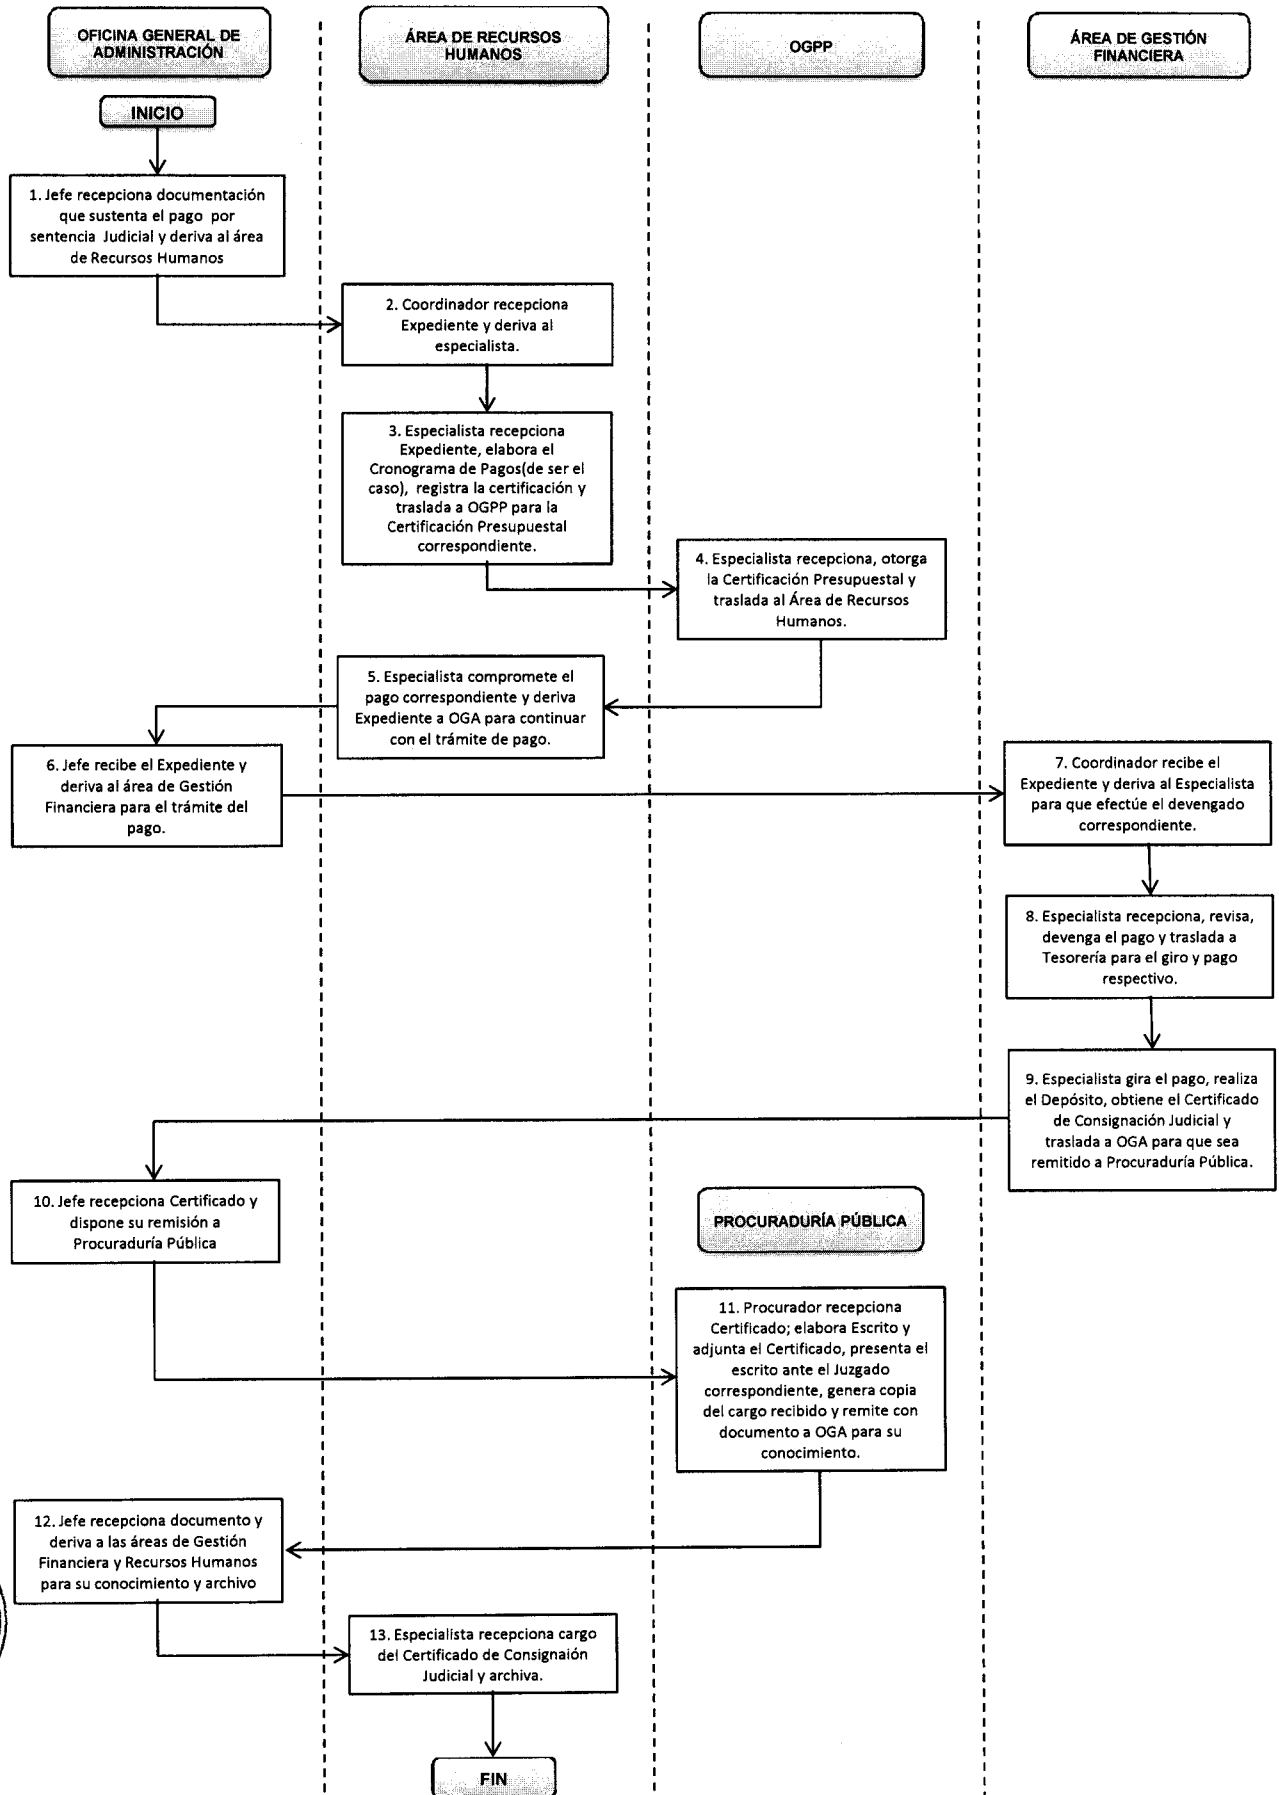 OFICINA GENERAL DE
ADMINISTRACIÓN
ÁREA DE RECURSOS
HUMANOS
OGPP
ÁREA DE GESTIÓN
FINANCIERA
INICIO
1. Jefe recepciona documentación
que sustenta el pago por
sentencia Judicial y deriva al área
de Recursos Humanos
2. Coordinador recepciona
Expediente y deriva al
especialista.
3. Especialista recepciona
Expediente, elabora el
Cronograma de Pagos(de ser el
caso), registra la certificación y
traslada a OGPP para la
Certificación Presupuestal
correspondiente.
4. Especialista recepciona, otorga
la Certificación Presupuestal y
traslada al Área de Recursos
Humanos.
5. Especialista compromete el
pago correspondiente y deriva
Expediente a OGA para continuar
con el trámite de pago.
6. Jefe recibe el Expediente y
deriva al área de Gestión
Financiera para el trámite del
pago.
7. Coordinador recibe el
Expediente y deriva al Especialista
para que efectúe el devengado
correspondiente.
8. Especialista recepciona, revisa,
devenga el pago y traslada a
Tesorería para el giro y pago
respectivo.
9. Especialista gira el pago, realiza
el Depósito, obtiene el Certificado
de Consignación Judicial y
traslada a OGA para que sea
remitido a Procuraduría Pública.
10. Jefe recepciona Certificado y
dispone su remisión a
Procuraduría Pública
PROCURADURÍA PÚBLICA
11. Procurador recepciona
Certificado; elabora Escrito y
adjunta el Certificado, presenta el
escrito ante el Juzgado
correspondiente, genera copia
del cargo recibido y remite con
documento a OGA para su
conocimiento.
12. Jefe recepciona documento y
deriva a las áreas de Gestión
Financiera y Recursos Humanos
para su conocimiento y archivo
13. Especialista recepciona cargo
del Certificado de Consignaión
Judicial y archiva.
FIN